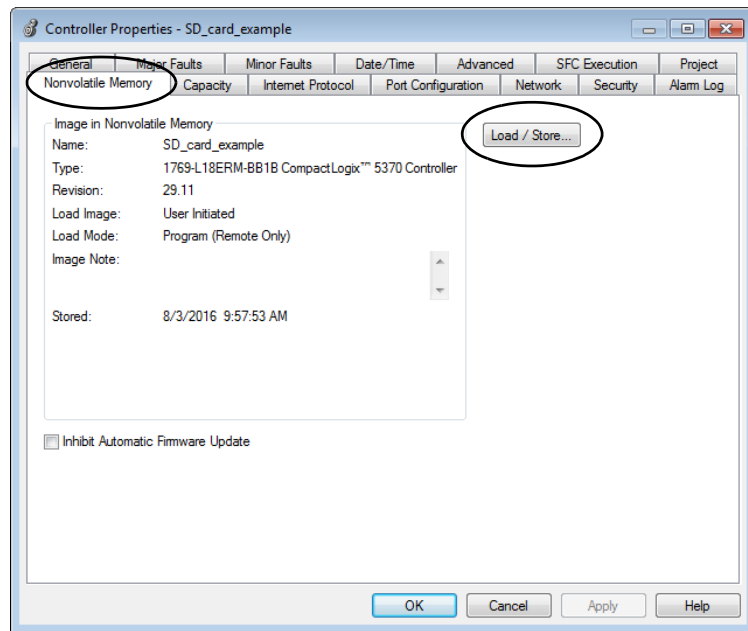 Controller Properties - SD_card_example
General Major Faults Minor Faults Date/Time Advanced SFC Execution Project
Nonvolatile Memory Capacity Internet Protocol Port Configuration Network Security Alarm Log
Image in Nonvolatile Memory
Load / Store...
Name: SD_card_example
Type: 1769-L18ERM-BB1B CompactLogix™ 5370 Controller
Revision: 29.11
Load Image: User Initiated
Load Mode: Program (Remote Only)
Image Note:
Stored: 8/3/2016 9:57:53 AM
Inhibit Automatic Firmware Update
OK Cancel Apply Help